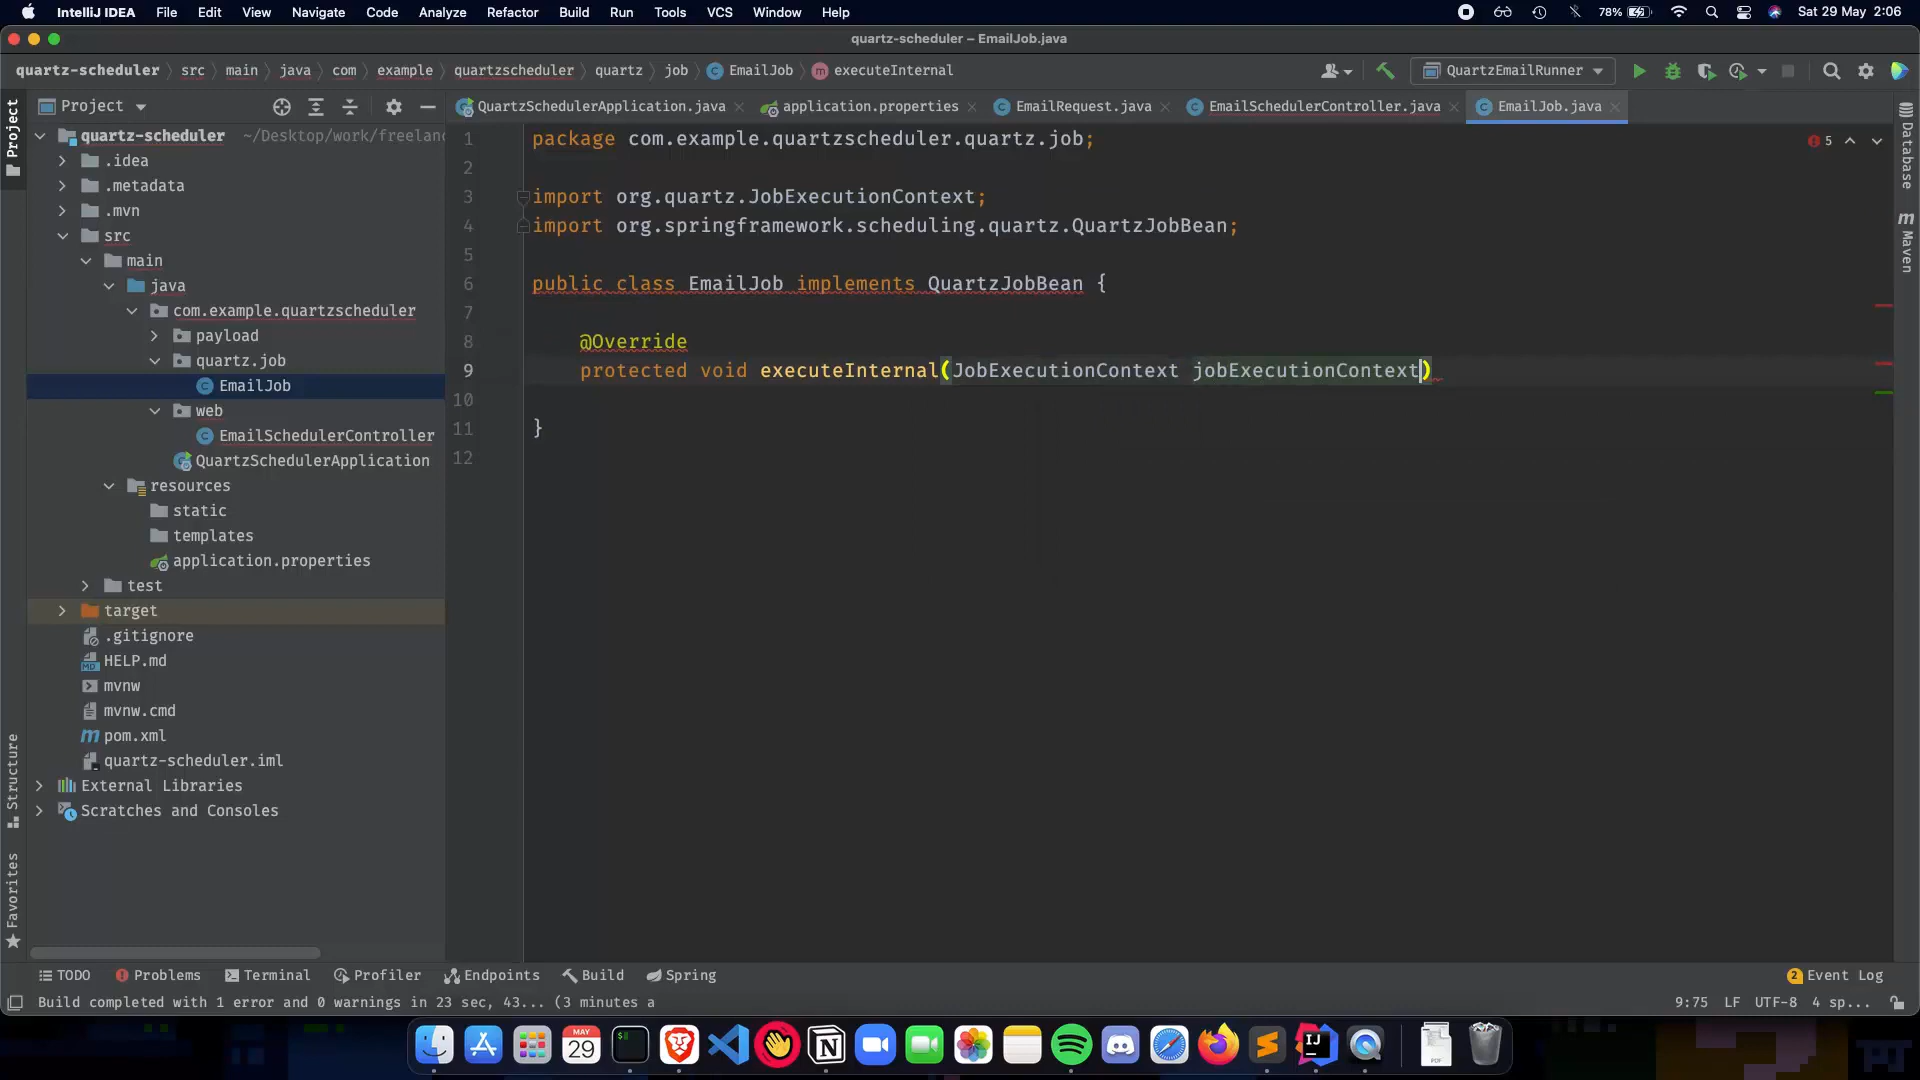 IntelliJ IDEA File Edit View Navigate Code Analyze Refactor Build Run Tools VCS Window Help 78% Sat 29 May 2:06
quartz-scheduler – EmailJob.java
quartz-scheduler src main java com example quartzscheduler quartz job EmailJob executeInternal QuartzEmailRunner
Project
Project
QuartzSchedulerApplication.java application.properties EmailRequest.java EmailSchedulerController.java EmailJob.java
quartz-scheduler ~/Desktop/work/freelanc
.idea
.metadata
.mvn
src
main
java
com.example.quartzscheduler
payload
quartz.job
EmailJob
web
EmailSchedulerController
QuartzSchedulerApplication
resources
static
templates
application.properties
test
target
.gitignore
HELP.md
mvnw
mvnw.cmd
pom.xml
quartz-scheduler.iml
External Libraries
Scratches and Consoles
Structure
Favorites
1 package com.example.quartzscheduler.quartz.job;
2
3 import org.quartz.JobExecutionContext;
4 import org.springframework.scheduling.quartz.QuartzJobBean;
5
6 public class EmailJob implements QuartzJobBean {
7
8 @Override
9 protected void executeInternal(JobExecutionContext jobExecutionContext)
10
11 }
12
5
Database
Maven
TODO Problems Terminal Profiler Endpoints Build Spring 2 Event Log
Build completed with 1 error and 0 warnings in 23 sec, 43... (3 minutes a 9:75 LF UTF-8 4 sp...
MAY
29
IJ
PDF